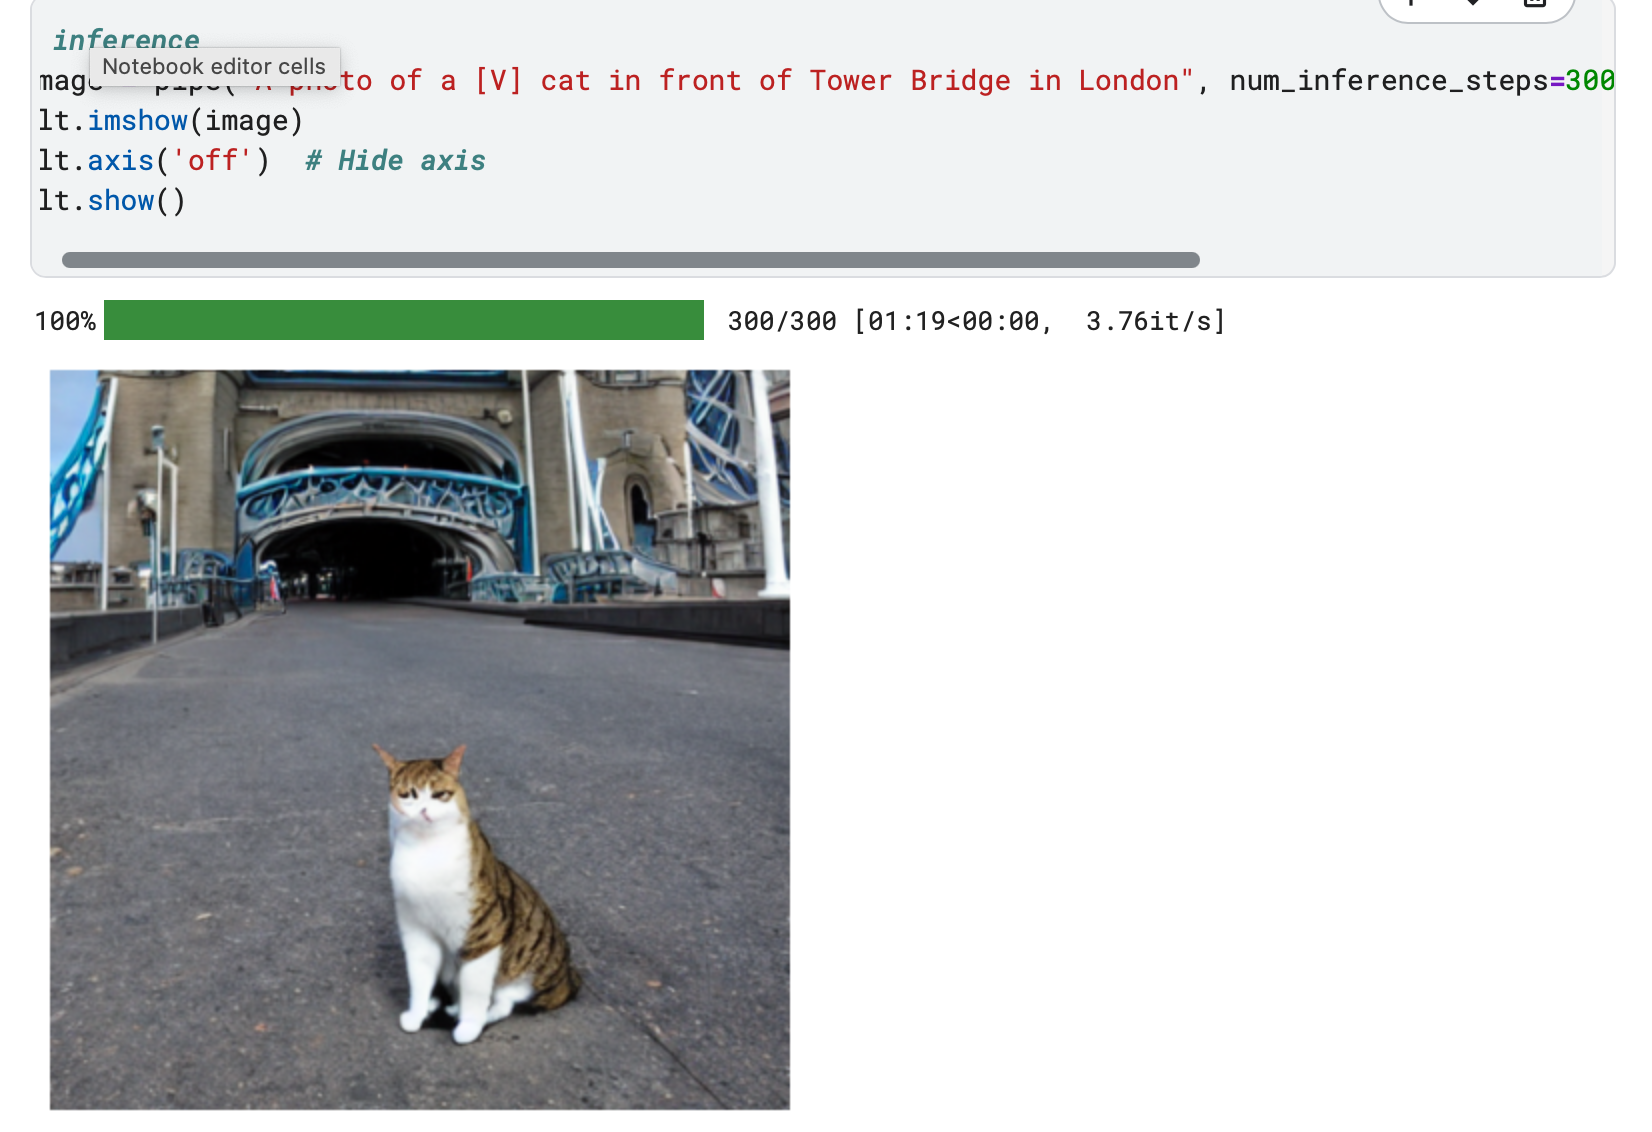 inference
Notebook editor cells
mage = pipe("A photo of a [V] cat in front of Tower Bridge in London", num_inference_steps=300
lt.imshow(image)
lt.axis('off')  # Hide axis
lt.show()
100% 300/300 [01:19<00:00,  3.76it/s]